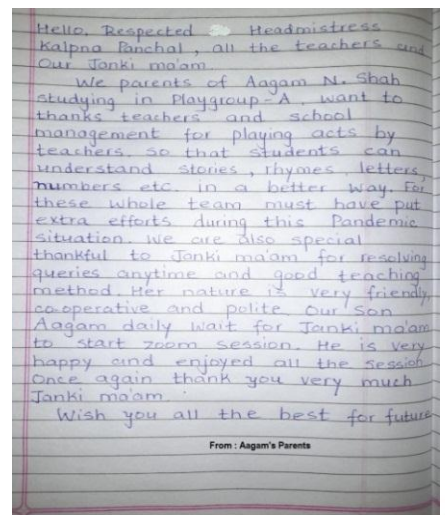 Hello, Respected Headmistress
Kalpna Panchal, all the teachers and
Our Janki ma'am.
We parents of Aagam N. Shah
studying in Playgroup-A, want to
thanks teachers and school
management for playing acts by
teachers. so that students can
understand stories, rhymes, letters,
numbers etc. in a better way. For
these whole team must have put
extra efforts during this Pandemic
situation. We are also special
thankful to Janki ma'am for resolving
queries anytime and good teaching
method. Her nature is very friendly,
co-operative and polite. Our son
Aagam daily wait for Janki ma'am
to start zoom session. He is very
happy and enjoyed all the session
Once again thank you very much
Janki ma'am.
Wish you all the best for future
From : Aagam's Parents